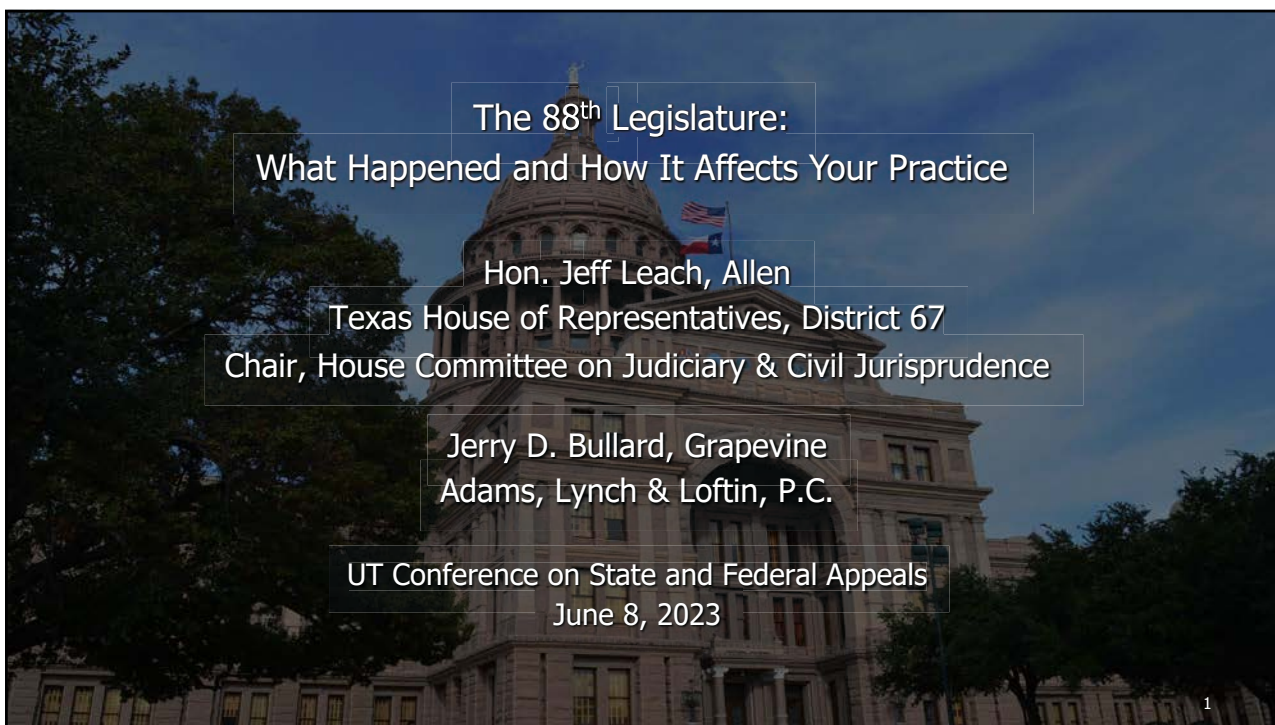 The 88th Legislature:
What Happened and How It Affects Your Practice
Hon. Jeff Leach, Allen
Texas House of Representatives, District 67
Chair, House Committee on Judiciary & Civil Jurisprudence
Jerry D. Bullard, Grapevine
Adams, Lynch & Loftin, P.C.
UT Conference on State and Federal Appeals
June 8, 2023
1